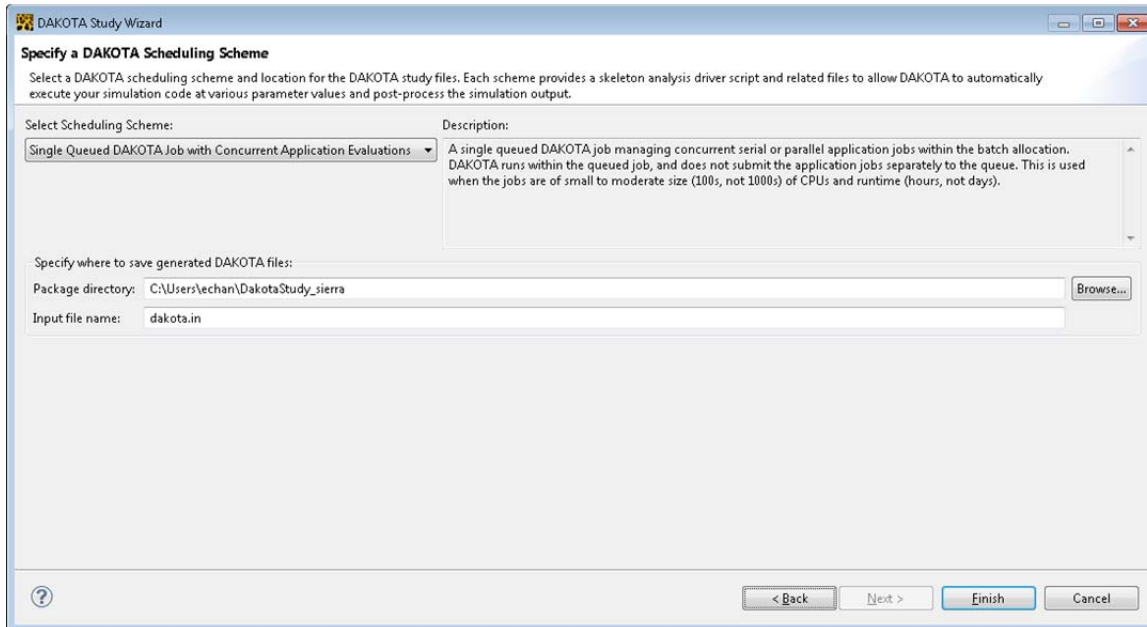 DAKOTA Study Wizard
Specify a DAKOTA Scheduling Scheme
Select a DAKOTA scheduling scheme and location for the DAKOTA study files. Each scheme provides a skeleton analysis driver script and related files to allow DAKOTA to automatically
execute your simulation code at various parameter values and post-process the simulation output.
Select Scheduling Scheme:
Description:
Single Queued DAKOTA Job with Concurrent Application Evaluations
A single queued DAKOTA job managing concurrent serial or parallel application jobs within the batch allocation.
DAKOTA runs within the queued job, and does not submit the application jobs separately to the queue. This is used
when the jobs are of small to moderate size (100s, not 1000s) of CPUs and runtime (hours, not days).
Specify where to save generated DAKOTA files:
Package directory: C:\Users\echan\DakotaStudy_sierra Browse...
Input file name: dakota.in
? < Back Next > Finish Cancel